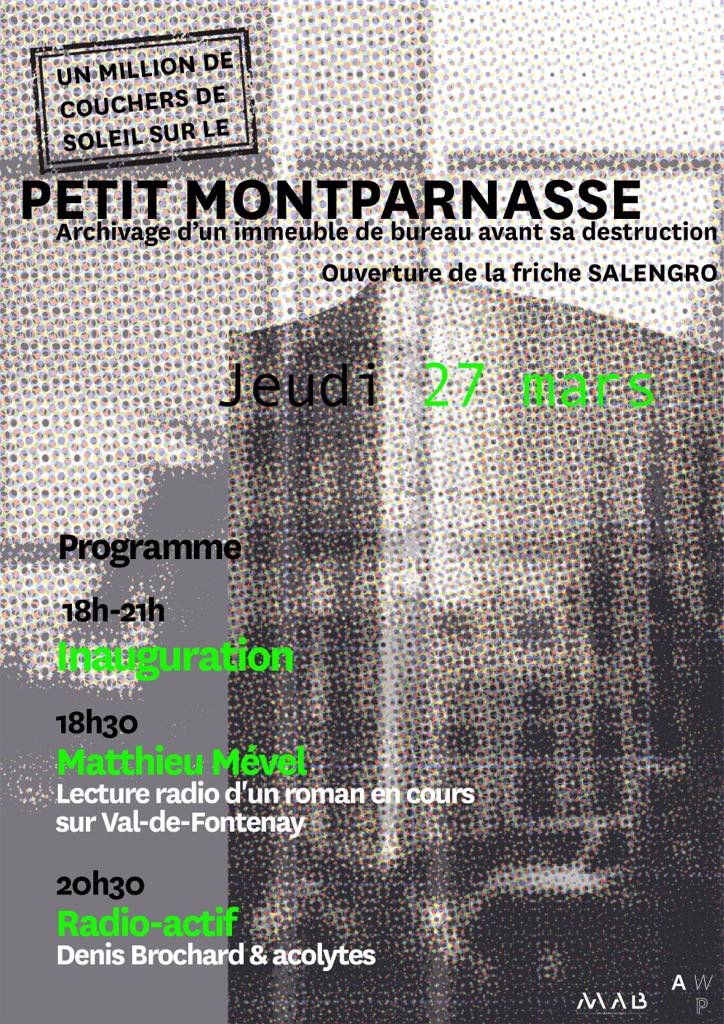 UN MILLION DE
COUCHERS DE
SOLEIL SUR LE
PETIT MONTPARNASSE
Archivage d'un immeuble de bureau avant sa destruction
Ouverture de la friche SALENGRO
Jeudi 27 mars
Programme
18h-21h
Inauguration
18h30
Matthieu Mével
Lecture radio d'un roman en cours
sur Val-de-Fontenay
20h30
Radio-actif
Denis Brochard & acolytes
MAB
A W
P